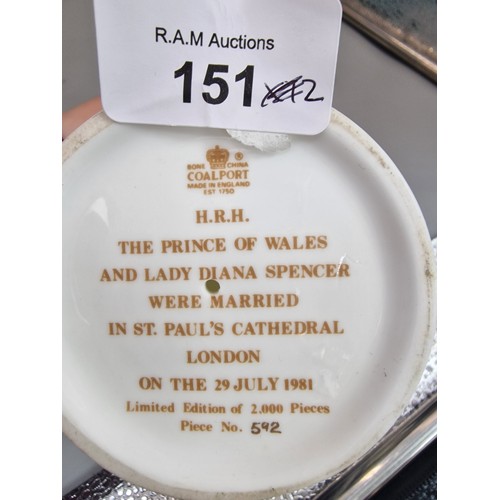 R.A.M Auctions
151 x2
BONE CHINA
COALPORT
MADE IN ENGLAND
EST 1750
H.R.H.
THE PRINCE OF WALES
AND LADY DIANA SPENCER
WERE MARRIED
IN ST. PAUL'S CATHEDRAL
LONDON
ON THE 29 JULY 1981
Limited Edition of 2,000 Pieces
Piece No. 592